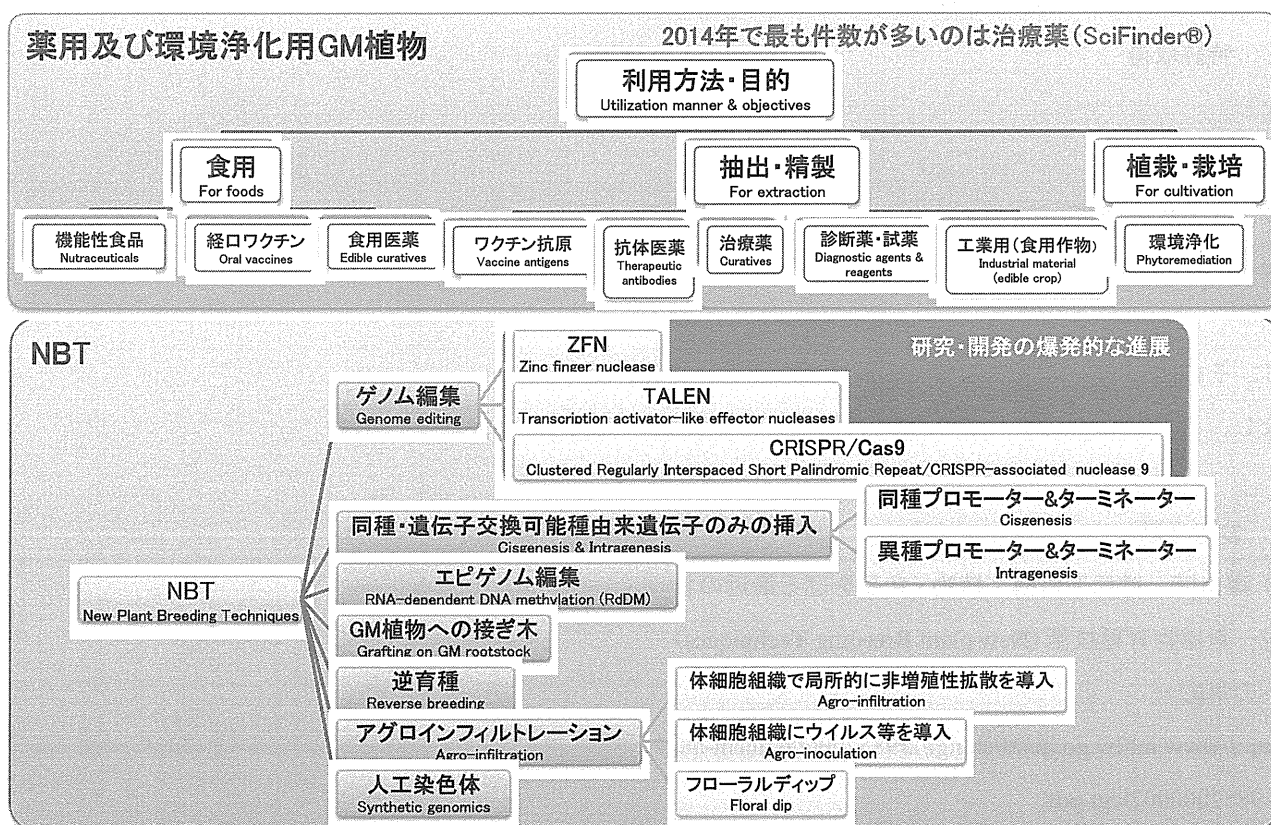 薬用及び環境浄化用GM植物
2014年で最も件数が多いのは治療薬(SciFinder®)
利用方法・目的
Utilization manner & objectives
食用
For foods
抽出・精製
For extraction
植栽・栽培
For cultivation
機能性食品
Nutraceuticals
経口ワクチン
Oral vaccines
食用医薬
Edible curatives
ワクチン抗原
Vaccine antigens
抗体医薬
Therapeutic
antibodies
治療薬
Curatives
診断薬・試薬
Diagnostic agents &
reagents
工業用(食用作物)
Industrial material
(edible crop)
環境浄化
Phytoremediation
NBT
研究・開発の爆発的な進展
ZFN
Zinc finger nuclease
ゲノム編集
Genome editing
TALEN
Transcription activator-like effector nucleases
CRISPR/Cas9
Clustered Regularly Interspaced Short Palindromic Repeat/CRISPR-associated nuclease 9
同種・遺伝子交換可能種由来遺伝子のみの挿入
Cisgenesis & Intragenesis
同種プロモーター&ターミネーター
Cisgenesis
異種プロモーター&ターミネーター
Intragenesis
NBT
New Plant Breeding Techniques
エピゲノム編集
RNA-dependent DNA methylation (RdDM)
GM植物への接ぎ木
Grafting on GM rootstock
逆育種
Reverse breeding
アグロインフィルトレーション
Agro-infiltration
体細胞組織で局所的に非増殖性拡散を導入
Agro-infiltration
体細胞組織にウイルス等を導入
Agro-inoculation
フローラルディップ
Floral dip
人工染色体
Synthetic genomics